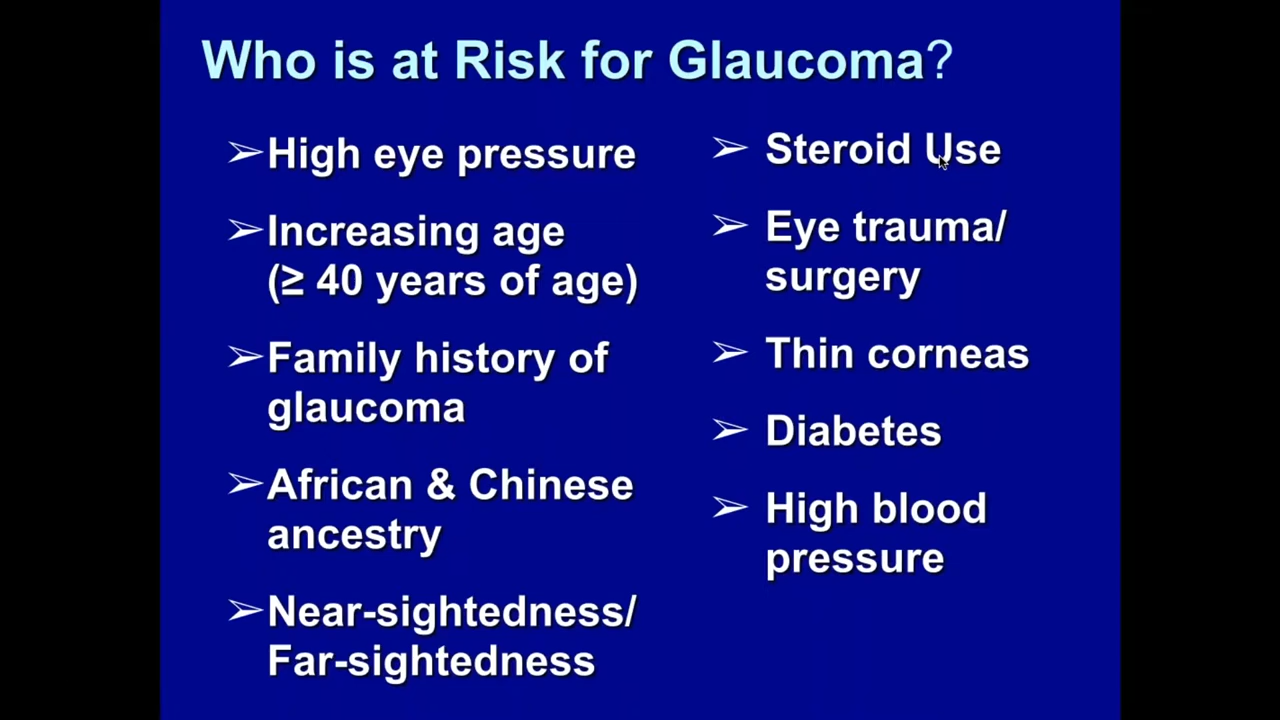 Who is at Risk for Glaucoma?
➢High eye pressure
➢Increasing age
(≥ 40 years of age)
➢Family history of
glaucoma
➢African & Chinese
ancestry
➢Near-sightedness/
Far-sightedness
➢ Steroid Use
➢ Eye trauma/
surgery
➢ Thin corneas
➢ Diabetes
➢ High blood
pressure